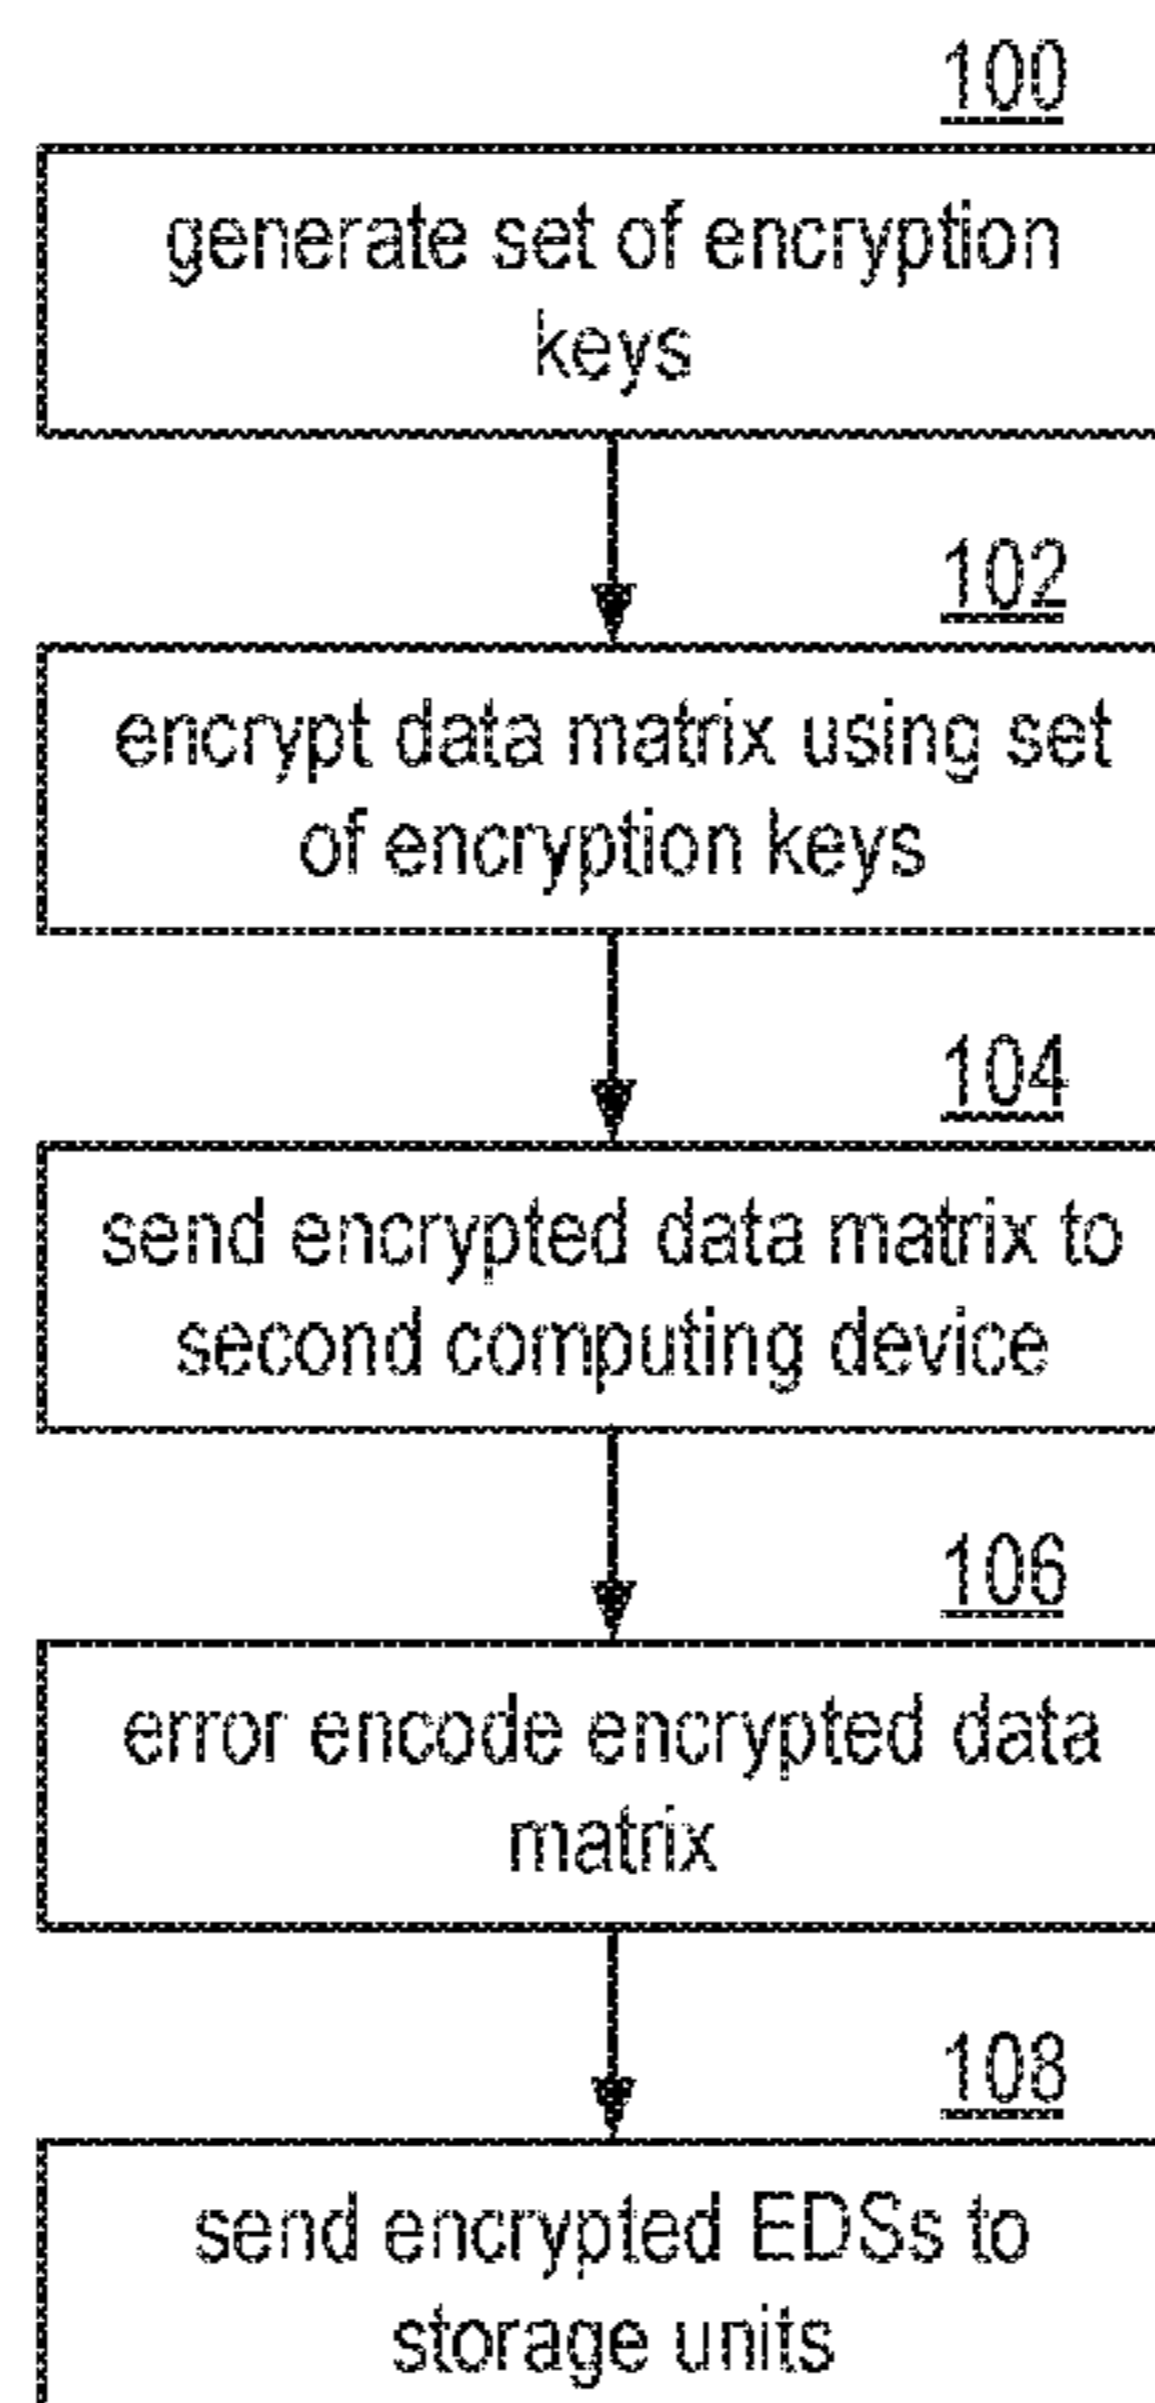 100
generate set of encryption
keys
102
encrypt data matrix using set
of encryption keys
104
send encrypted data matrix to
second computing device
106
error encode encrypted data
matrix
108
send encrypted EDSs to
storage units